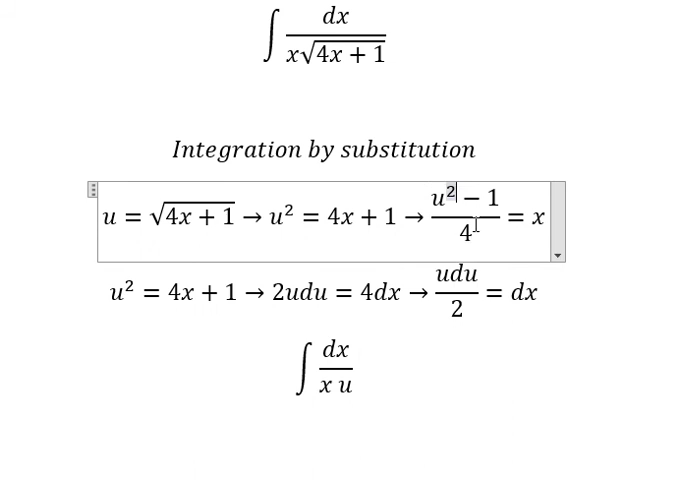 ∫ dx / (x√(4x + 1))
Integration by substitution
u = √(4x + 1) → u² = 4x + 1 → (u² − 1)/4 = x
u² = 4x + 1 → 2udu = 4dx → udu/2 = dx
∫ dx / (x u)